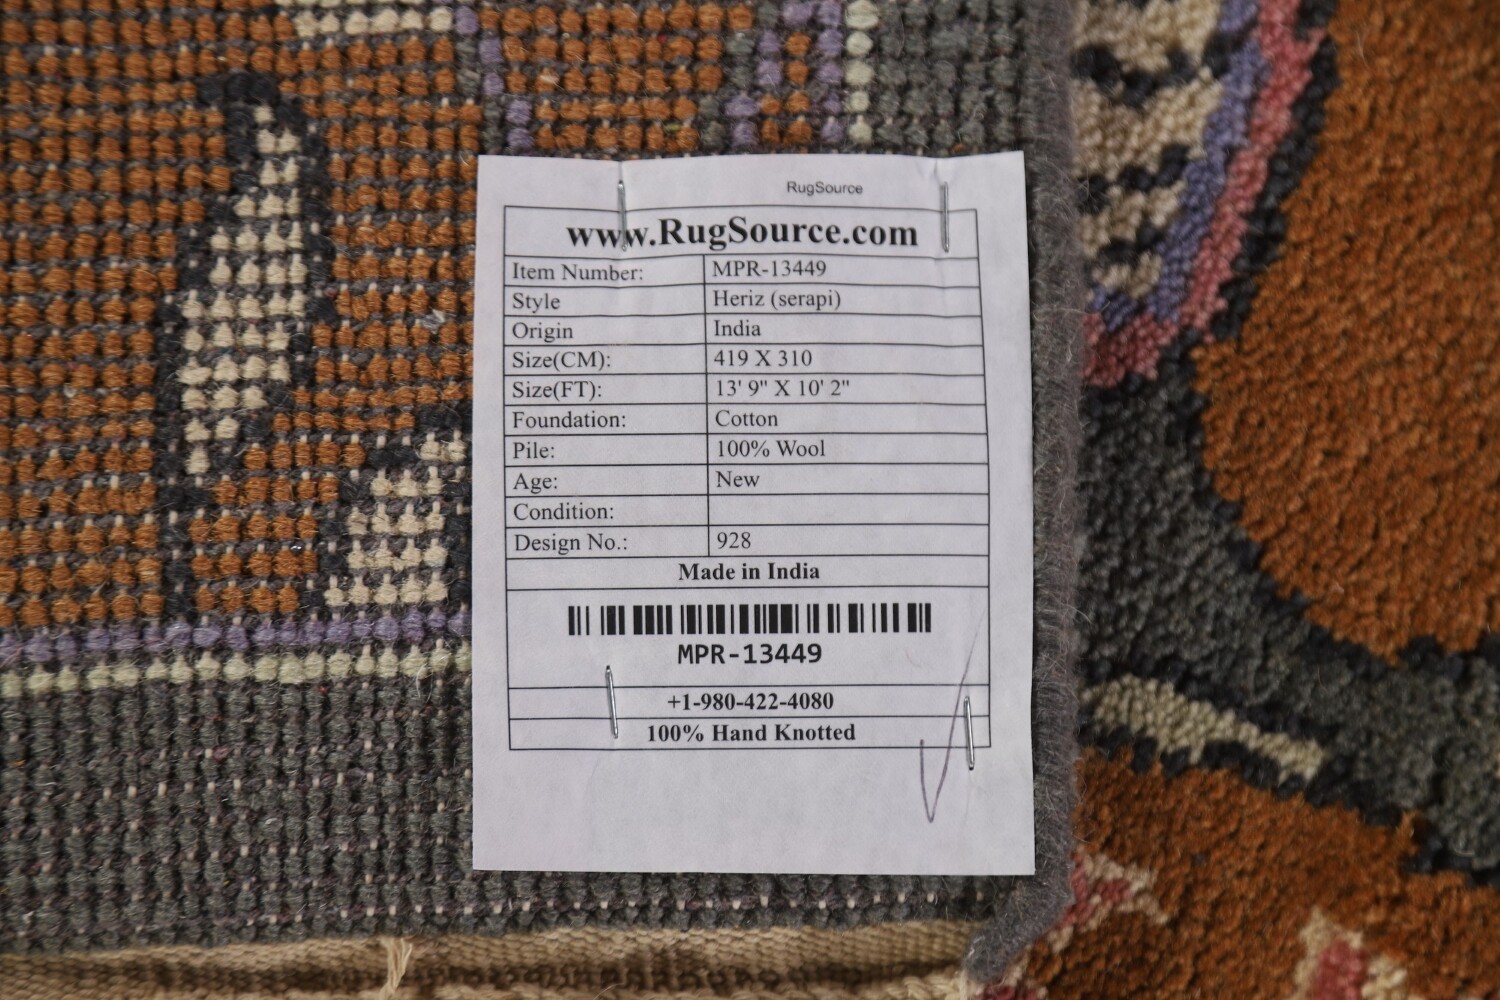 RugSource
www.RugSource.com
Item Number: MPR-13449
Style Heriz (serapi)
Origin India
Size(CM): 419 X 310
Size(FT): 13' 9" X 10' 2"
Foundation: Cotton
Pile: 100% Wool
Age: New
Condition:
Design No.: 928
Made in India
MPR-13449
+1-980-422-4080
100% Hand Knotted